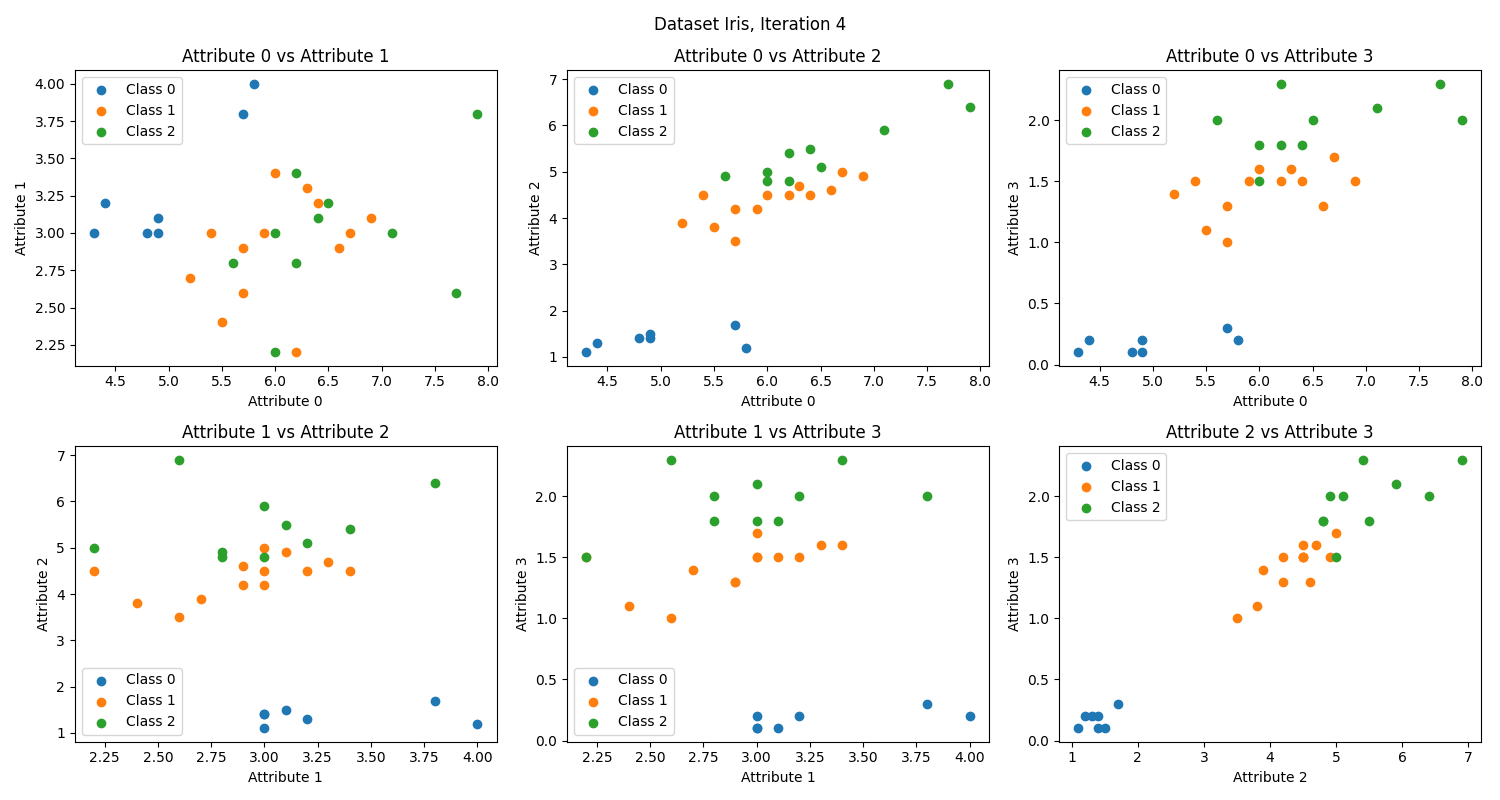 Dataset Iris, Iteration 4
Attribute 0 vs Attribute 1
Class 0
Class 1
Class 2
4.00
3.75
3.50
3.25
3.00
2.75
2.50
2.25
Attribute 1
4.5 5.0 5.5 6.0 6.5 7.0 7.5 8.0
Attribute 0
Attribute 0 vs Attribute 2
Class 0
Class 1
Class 2
7
6
5
4
3
2
1
Attribute 2
4.5 5.0 5.5 6.0 6.5 7.0 7.5 8.0
Attribute 0
Attribute 0 vs Attribute 3
Class 0
Class 1
Class 2
2.0
1.5
1.0
0.5
0.0
Attribute 3
4.5 5.0 5.5 6.0 6.5 7.0 7.5 8.0
Attribute 0
Attribute 1 vs Attribute 2
7
6
5
4
3
2
1
Attribute 2
Class 0
Class 1
Class 2
2.25 2.50 2.75 3.00 3.25 3.50 3.75 4.00
Attribute 1
Attribute 1 vs Attribute 3
2.0
1.5
1.0
0.5
0.0
Attribute 3
Class 0
Class 1
Class 2
2.25 2.50 2.75 3.00 3.25 3.50 3.75 4.00
Attribute 1
Attribute 2 vs Attribute 3
Class 0
Class 1
Class 2
2.0
1.5
1.0
0.5
0.0
Attribute 3
1 2 3 4 5 6 7
Attribute 2